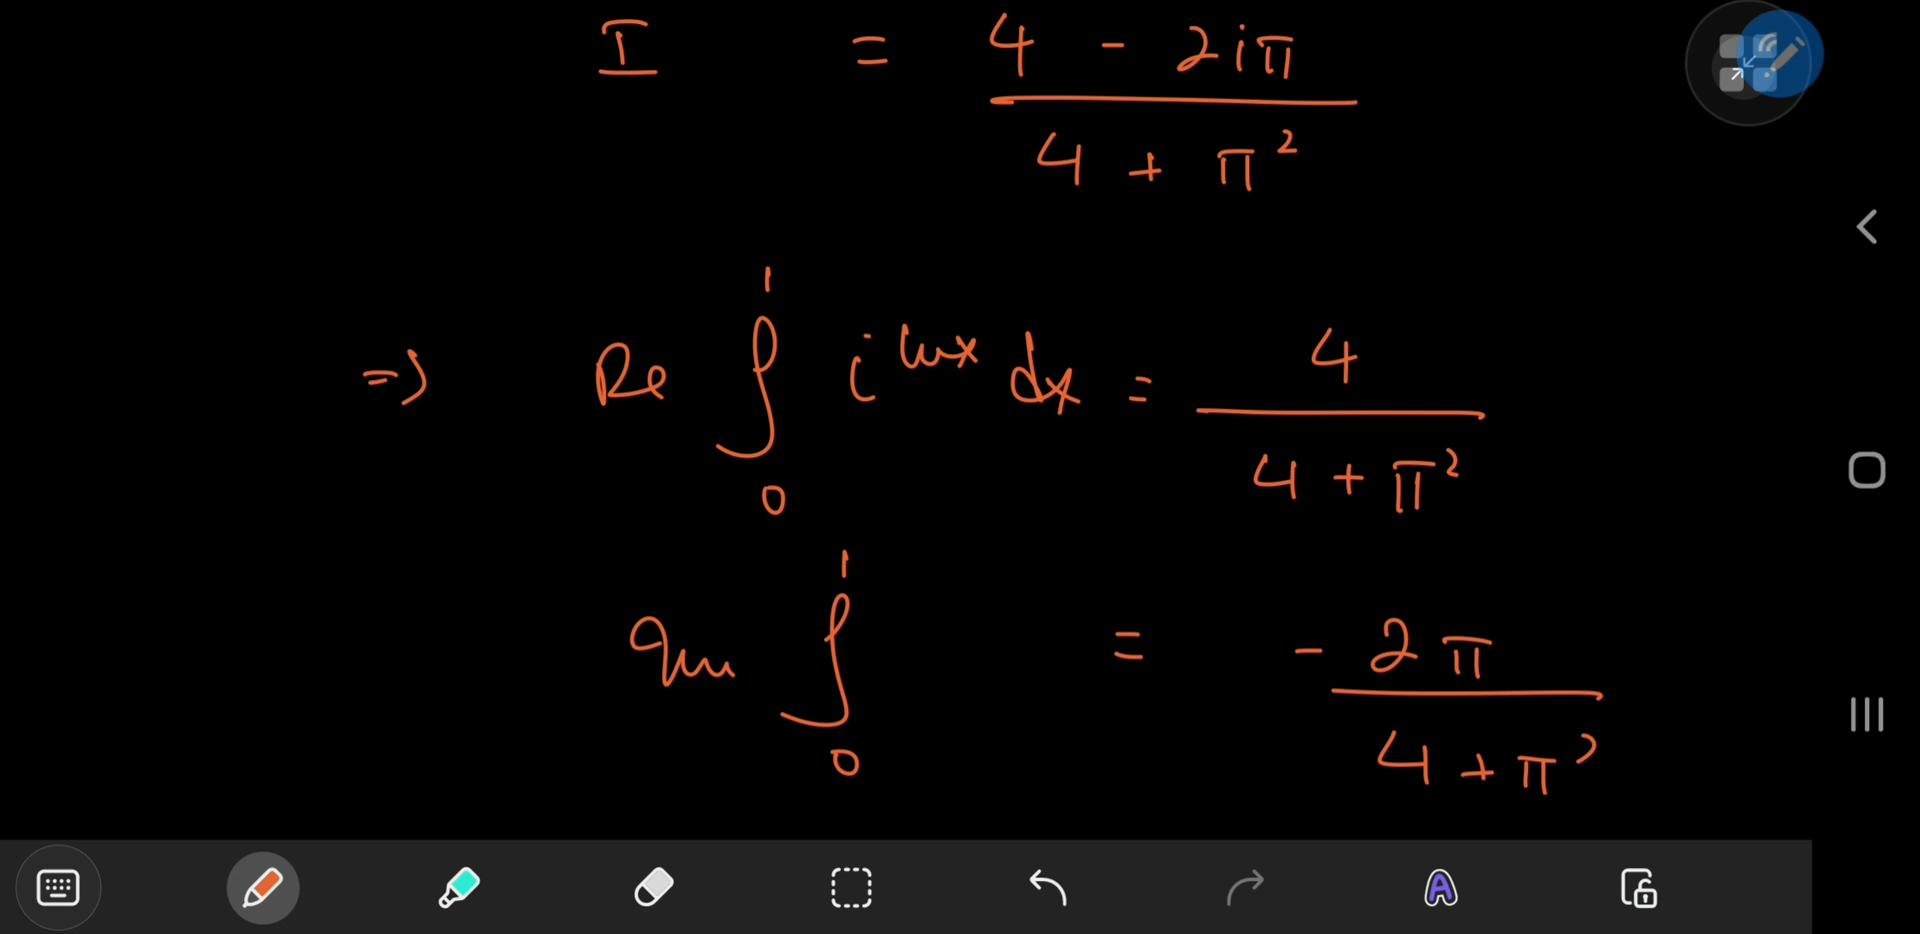 I = 4 - 2iπ / 4 + π²
=> Re ∫₀¹ i^{ln x} dx = 4 / 4 + π²
Im ∫₀¹ = - 2π / 4 + π²